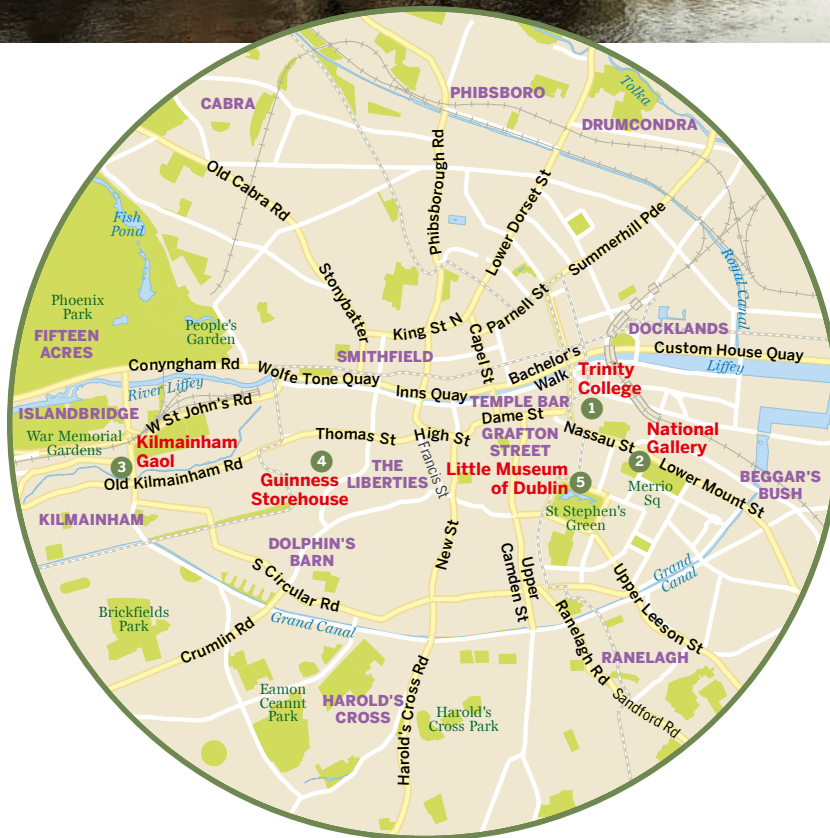 PHIBSBORO
CABRA
Tolka
DRUMCONDRA
Old Cabra Rd
Phibsborough Rd
Lower Dorset St
Fish
Pond
Summerhill Pde
Royal Canal
Stonybatter
Phoenix
Park
People's
Garden
King St N
Parnell St
Capel St
DOCKLANDS
FIFTEEN
ACRES
SMITHFIELD
Custom House Quay
Conyngham Rd
Bachelor's
Walk
Liffey
Trinity
College
River Liffey
Wolfe Tone Quay
Inns Quay
TEMPLE BAR
1
ISLANDBRIDGE
W St John's Rd
Dame St
War Memorial
Gardens
Kilmainham
Gaol
3
Thomas St
High St
GRAFTON
STREET
Nassau St
National
Gallery
2
Old Kilmainham Rd
4
Guinness
Storehouse
THE
LIBERTIES
Francis St
Little Museum
of Dublin
5
Lower Mount St
BEGGAR'S
BUSH
Merrio
Sq
KILMAINHAM
St Stephen's
Green
DOLPHIN'S
BARN
New St
Upper
Camden St
Grand
Canal
S Circular Rd
Upper Leeson St
Brickfields
Park
Grand Canal
Crumlin Rd
Ranelagh Rd
RANELAGH
Eamon
Ceannt
Park
HAROLD'S
CROSS
Harold's Cross Rd
Harold's
Cross Park
Sandford Rd